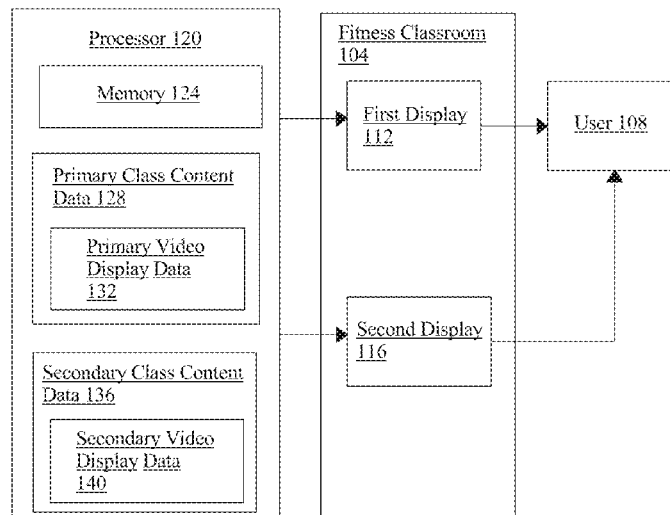 Processor 120
Memory 124
Primary Class Content
Data 128
Primary Video
Display Data
132
Secondary Class Content
Data 136
Secondary Video
Display Data
140
Fitness Classroom
104
First Display
112
Second Display
116
User 108